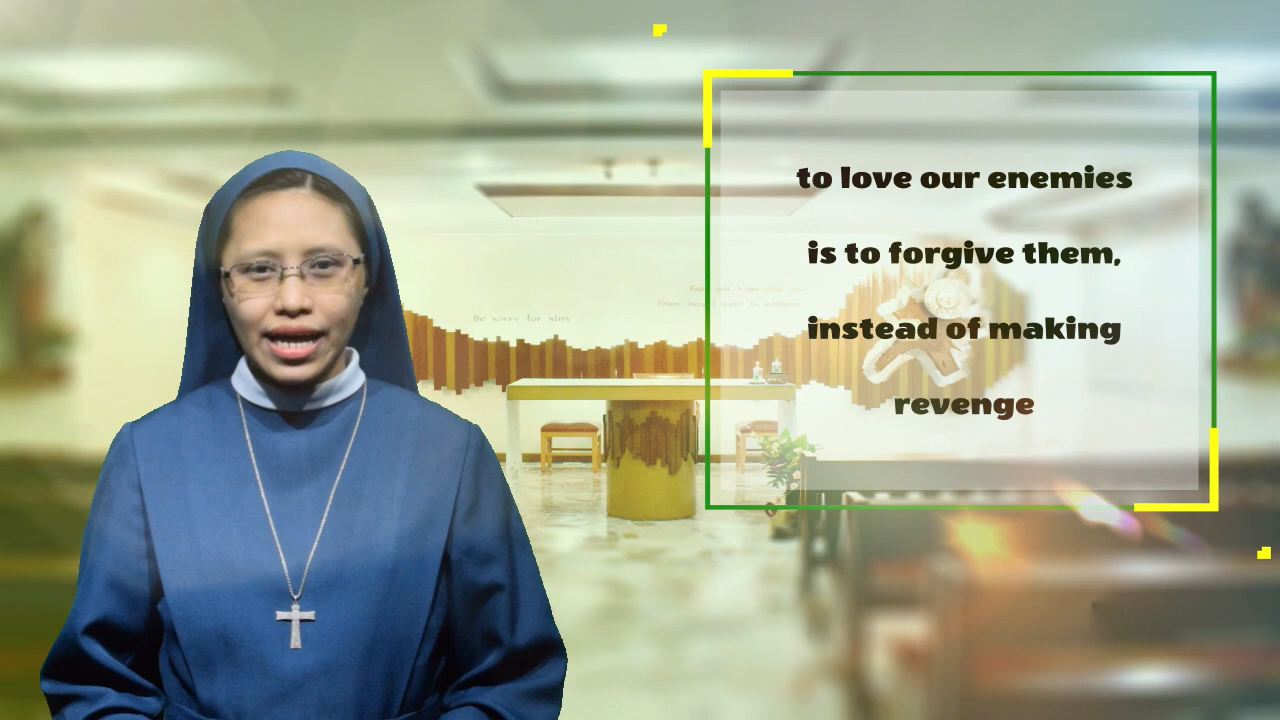 to love our enemies
is to forgive them,
instead of making
revenge
Be sorry for sins